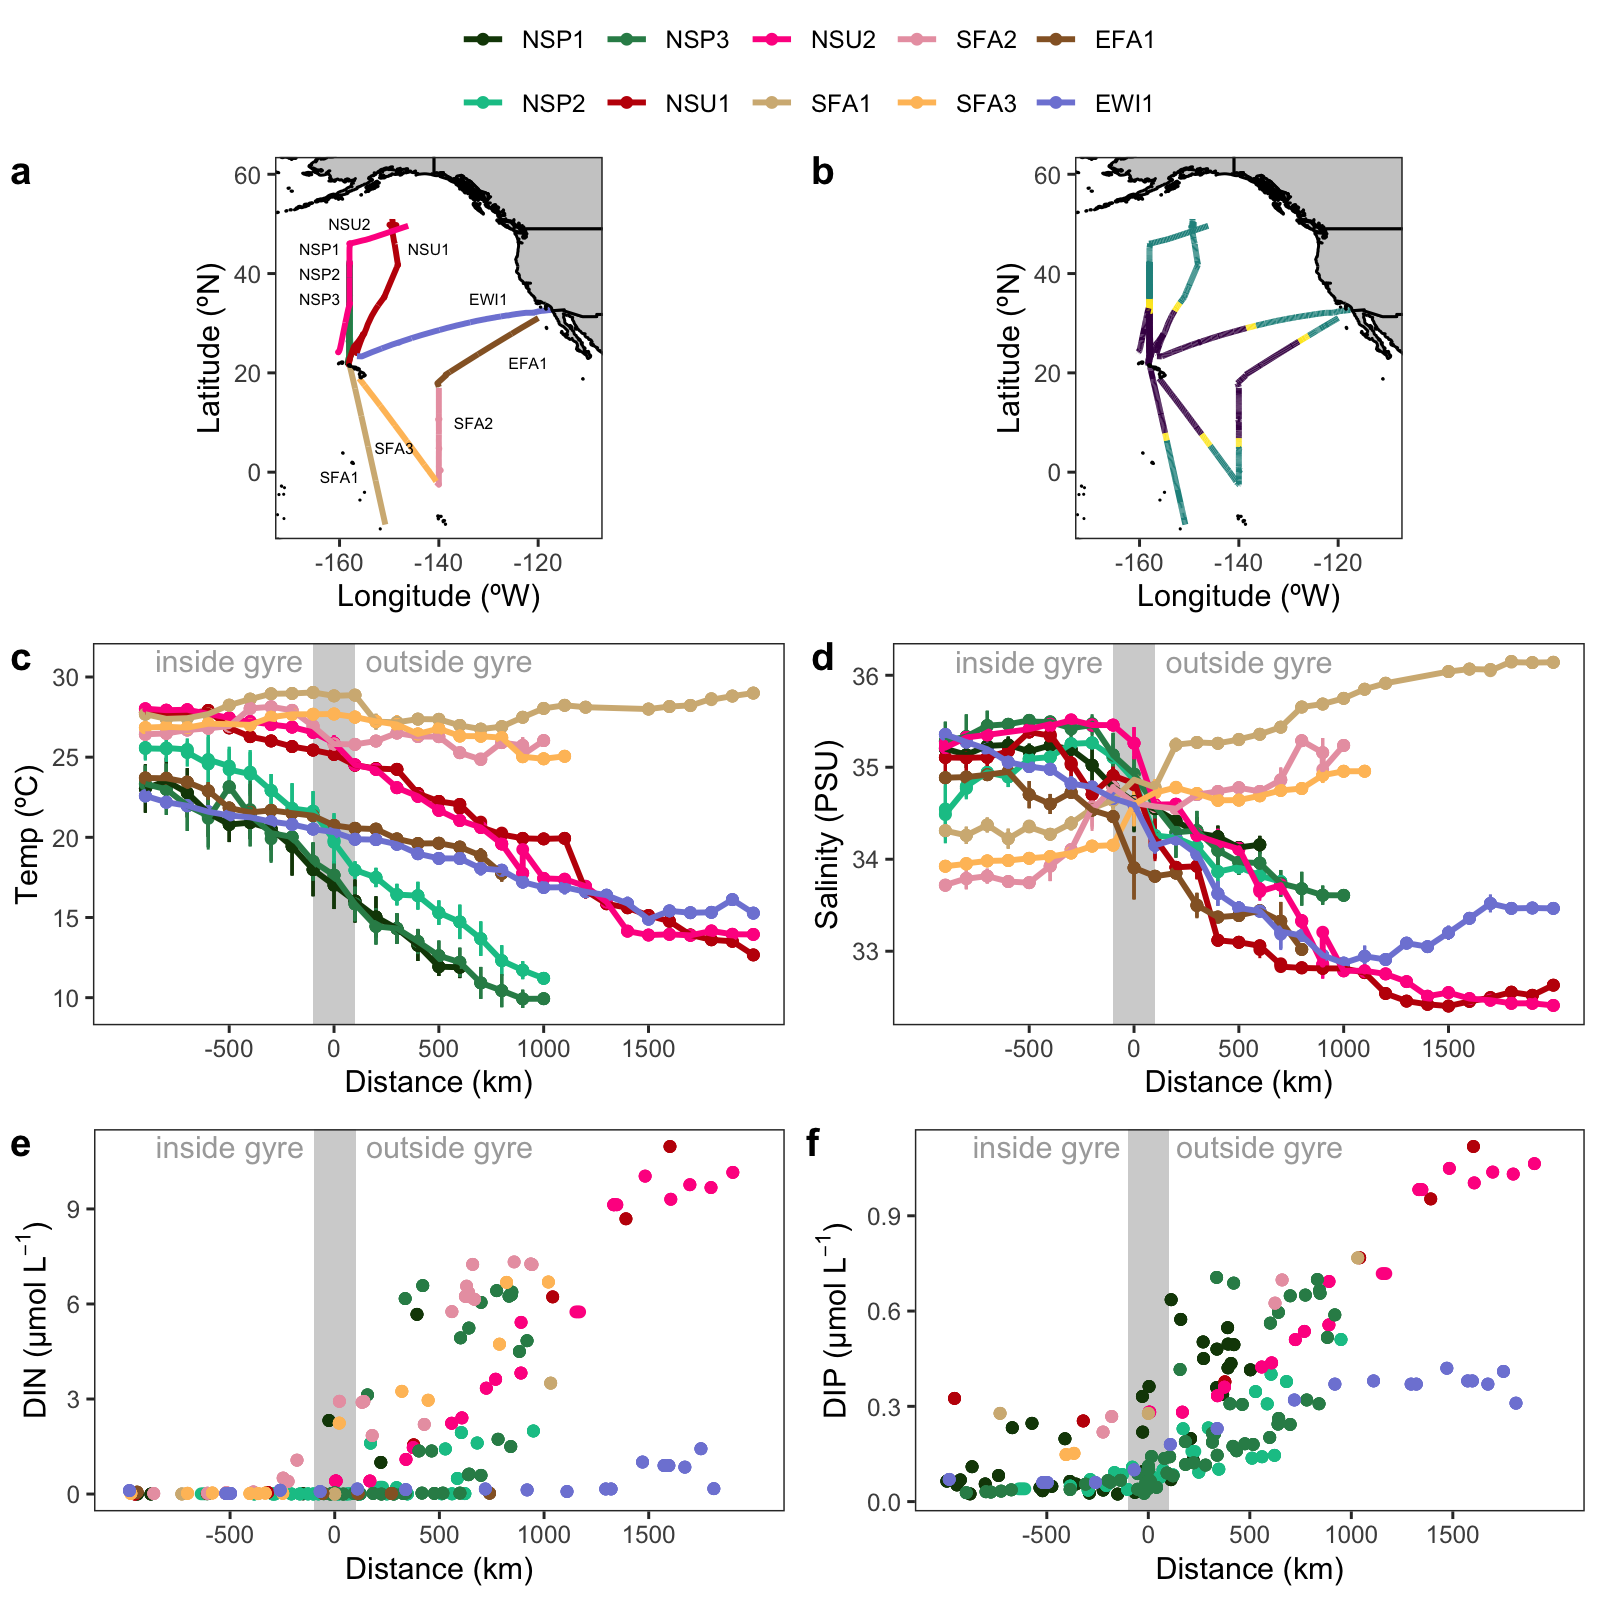 NSP1 NSP3 NSU2 SFA2 EFA1
NSP2 NSU1 SFA1 SFA3 EWI1
a
60
40
20
0
NSU2
NSP1
NSU1
NSP2
NSP3
EWI1
EFA1
SFA2
SFA3
SFA1
-160 -140 -120
Latitude (ºN)
Longitude (ºW)
b
60
40
20
0
-160 -140 -120
Latitude (ºN)
Longitude (ºW)
c
inside gyre outside gyre
30
25
20
15
10
-500 0 500 1000 1500
Temp (ºC)
Distance (km)
d
inside gyre outside gyre
36
35
34
33
-500 0 500 1000 1500
Salinity (PSU)
Distance (km)
e
inside gyre outside gyre
9
6
3
0
-500 0 500 1000 1500
DIN (µmol L⁻¹)
Distance (km)
f
inside gyre outside gyre
0.9
0.6
0.3
0.0
-500 0 500 1000 1500
DIP (µmol L⁻¹)
Distance (km)